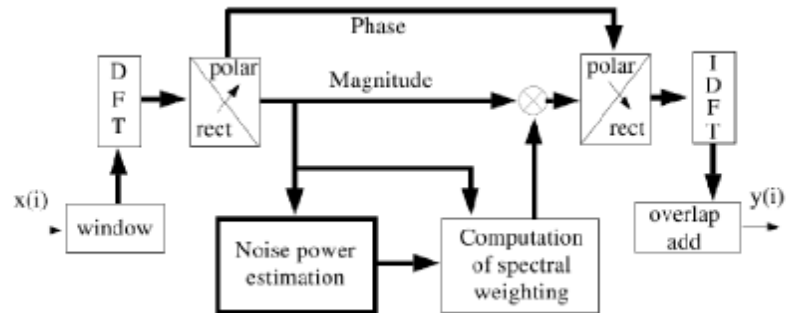 Phase
D
F
T
polar
rect
Magnitude
polar
rect
I
D
F
T
x(i)
window
Noise power
estimation
Computation
of spectral
weighting
overlap
add
y(i)